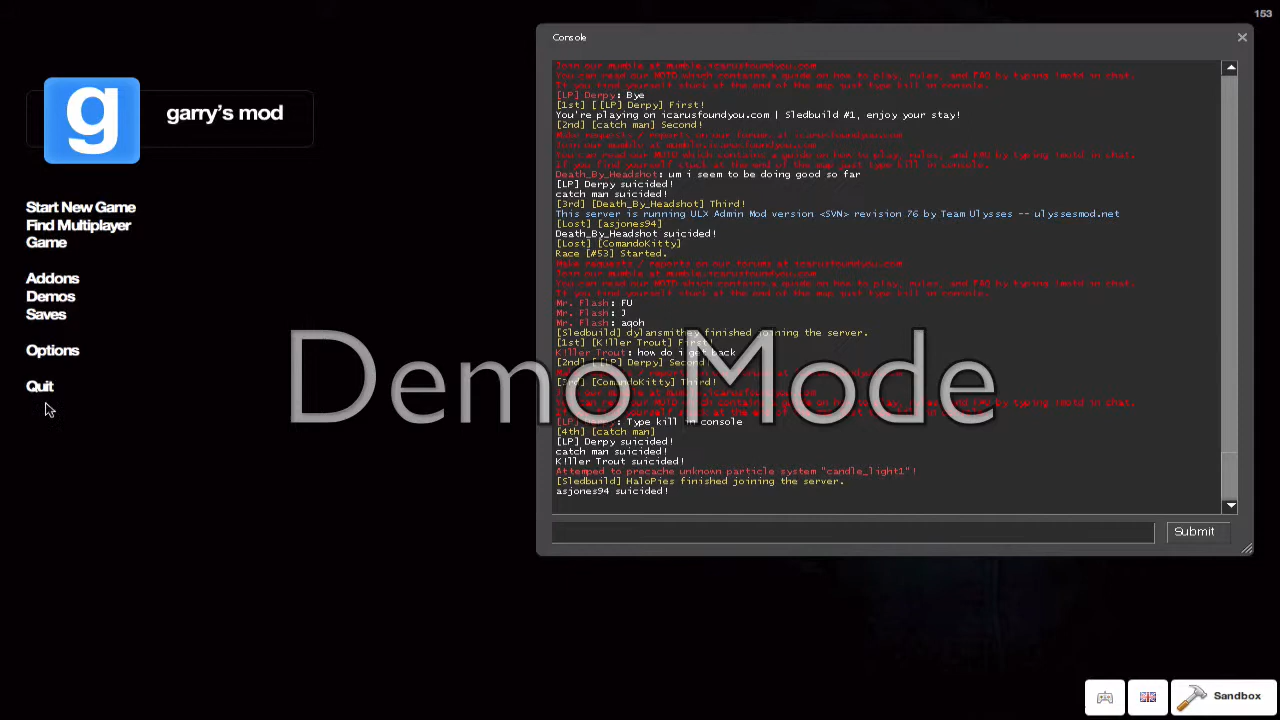 153
Console
g
garry's mod
Start New Game
Find Multiplayer
Game
Addons
Demos
Saves
Options
Quit
Join our mumble at mumble.icarusfoundyou.com
You can read our MOTD which contains a guide on how to play, rules, and FAQ by typing !motd in chat.
If you find yourself stuck at the end of the map just type kill in console.
[LP] Derpy: Bye
[1st] [[LP] Derpy] First!
You're playing on icarusfoundyou.com | Sledbuild #1, enjoy your stay!
[2nd] [catch man] Second!
Make requests / reports on our forums at icarusfoundyou.com
Join our mumble at mumble.icarusfoundyou.com
You can read our MOTD which contains a guide on how to play, rules, and FAQ by typing !motd in chat.
If you find yourself stuck at the end of the map just type kill in console.
Death_By_Headshot: um i seem to be doing good so far
[LP] Derpy suicided!
catch man suicided!
[3rd] [Death_By_Headshot] Third!
This server is running ULX Admin Mod version <SVN> revision 76 by Team Ulysses -- ulyssesmod.net
[Lost] [asjones94]
Death_By_Headshot suicided!
[Lost] [ComandoKitty]
Race [#53] Started.
Make requests / reports on our forums at icarusfoundyou.com
Join our mumble at mumble.icarusfoundyou.com
You can read our MOTD which contains a guide on how to play, rules, and FAQ by typing !motd in chat.
If you find yourself stuck at the end of the map just type kill in console.
Mr. Flash: FU
Mr. Flash: J
Mr. Flash: aqoh
[Sledbuild] dylansmithey finished joining the server.
[1st] [K!ller Trout] First!
K!ller Trout: how do i get back
[2nd] [[LP] Derpy] Second!
[3rd] [ComandoKitty] Third!
[LP] Derpy: Type kill in console
[4th] [catch man]
[LP] Derpy suicided!
catch man suicided!
K!ller Trout suicided!
Attemped to precache unknown particle system "candle_light1"!
[Sledbuild] HaloPies finished joining the server.
asjones94 suicided!
Submit
Demo Mode
Sandbox